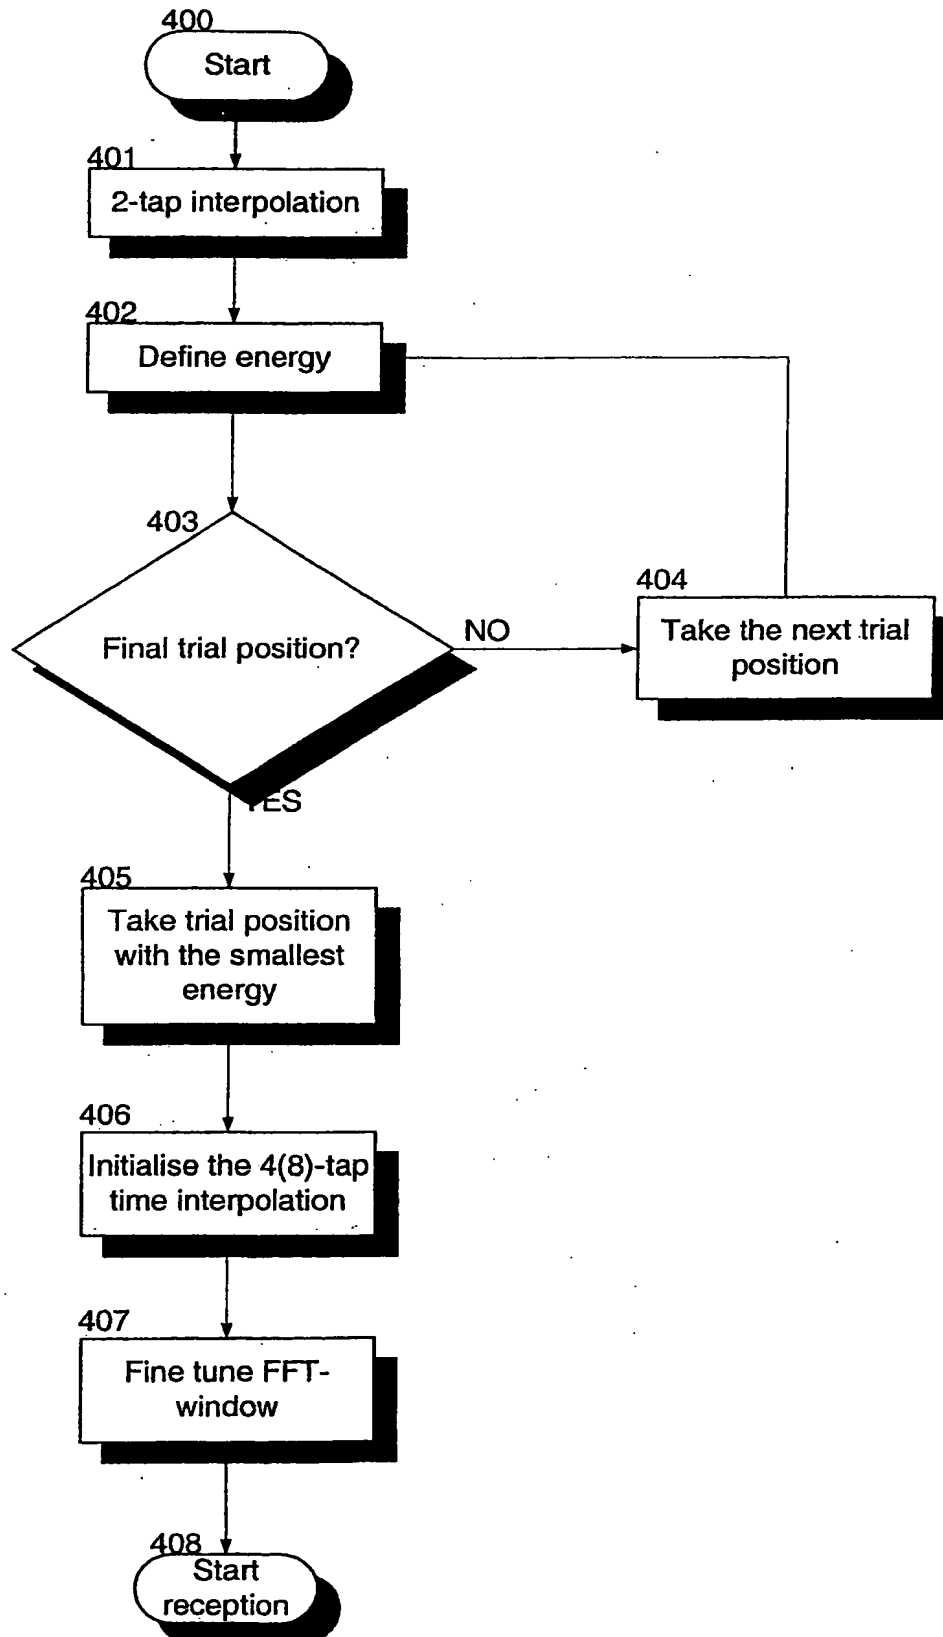 400
Start
401
2-tap interpolation
402
Define energy
403
Final trial position?
NO
404
Take the next trial
position
YES
405
Take trial position
with the smallest
energy
406
Initialise the 4(8)-tap
time interpolation
407
Fine tune FFT-
window
408
Start
reception